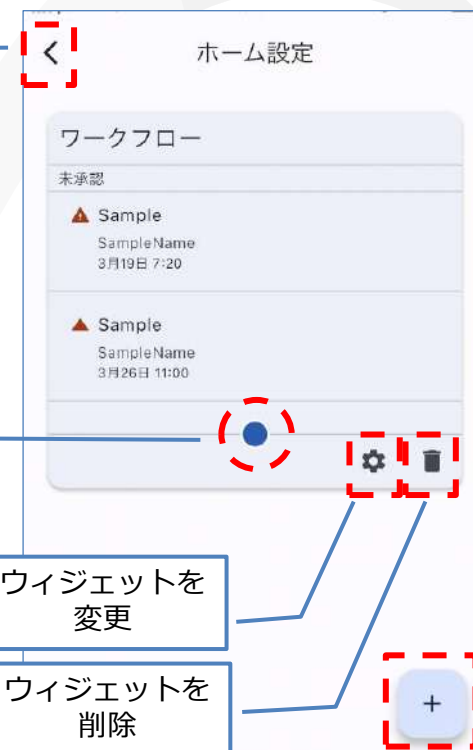 ホーム設定
ワークフロー
未承認
Sample
SampleName
3月19日 7:20
Sample
SampleName
3月26日 11:00
ウィジェットを
変更
ウィジェットを
削除
+